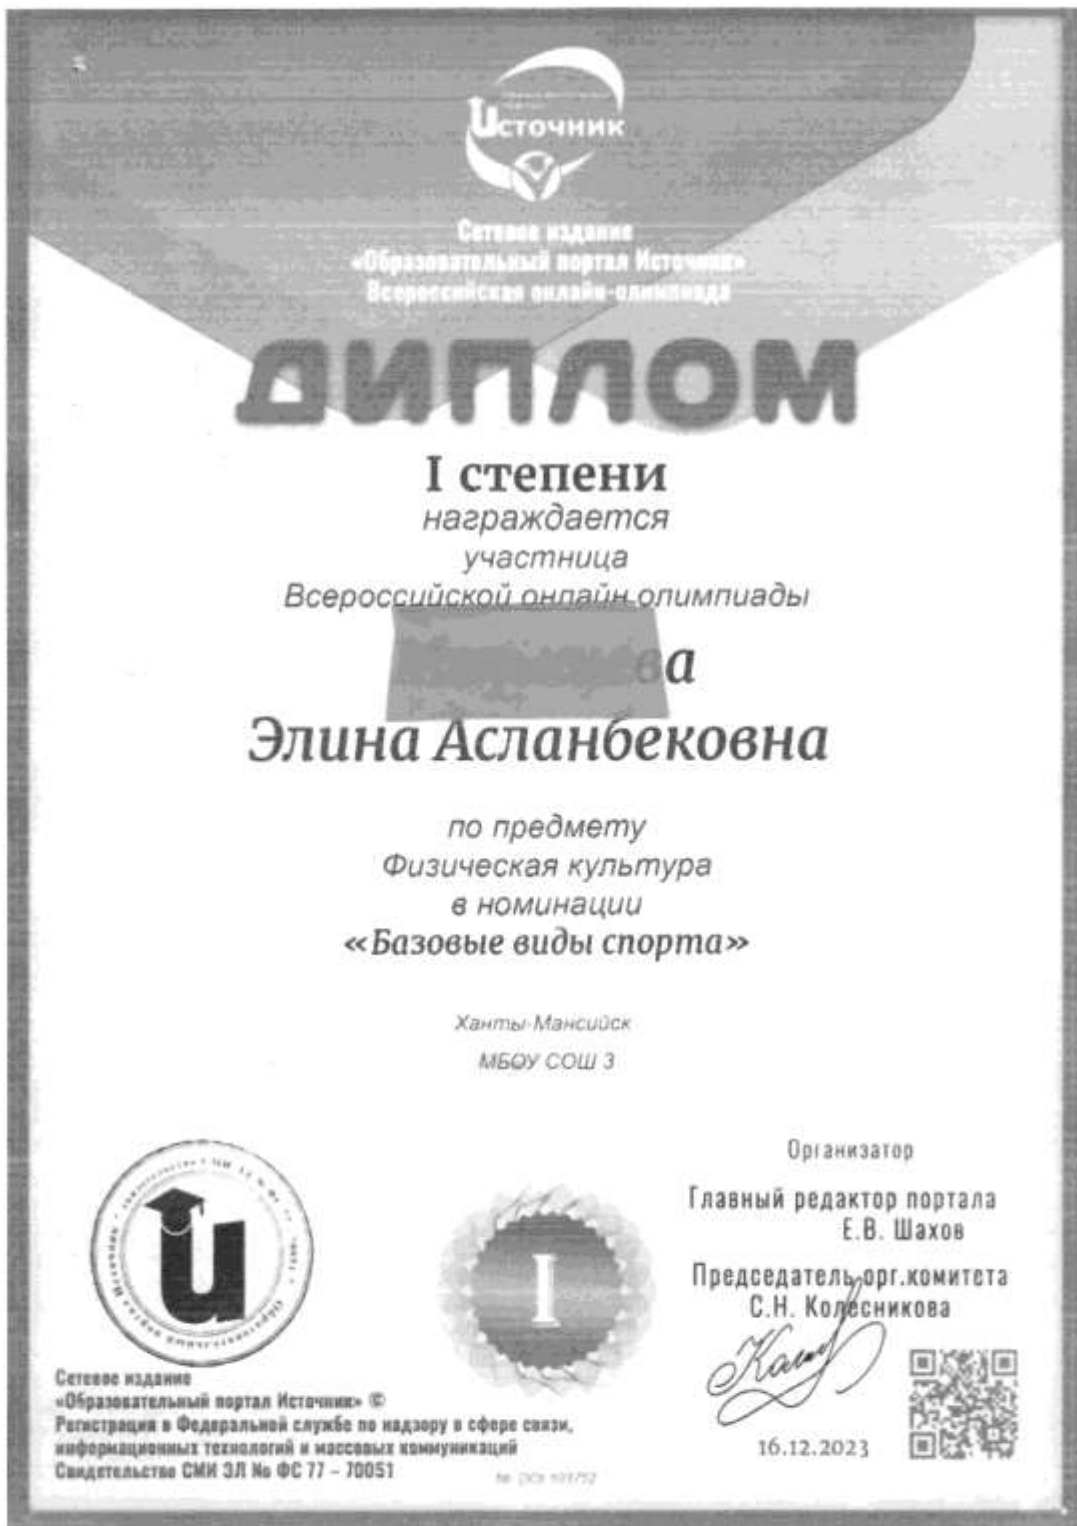 Источник
Сетевое издание
«Образовательный портал Источник»
Всероссийская онлайн-олимпиада
ДИПЛОМ
I степени
награждается
участница
Всероссийской онлайн олимпиады
ва
Элина Асланбековна
по предмету
Физическая культура
в номинации
«Базовые виды спорта»
Ханты-Мансийск
МБОУ СОШ 3
Организатор
Главный редактор портала
Е.В. Шахов
Председатель орг.комитета
С.Н. Колесникова
16.12.2023
и
I
Сетевое издание
«Образовательный портал Источник» ©
Регистрация в Федеральной службе по надзору в сфере связи,
информационных технологий и массовых коммуникаций
Свидетельство СМИ ЭЛ № ФС 77 – 70051